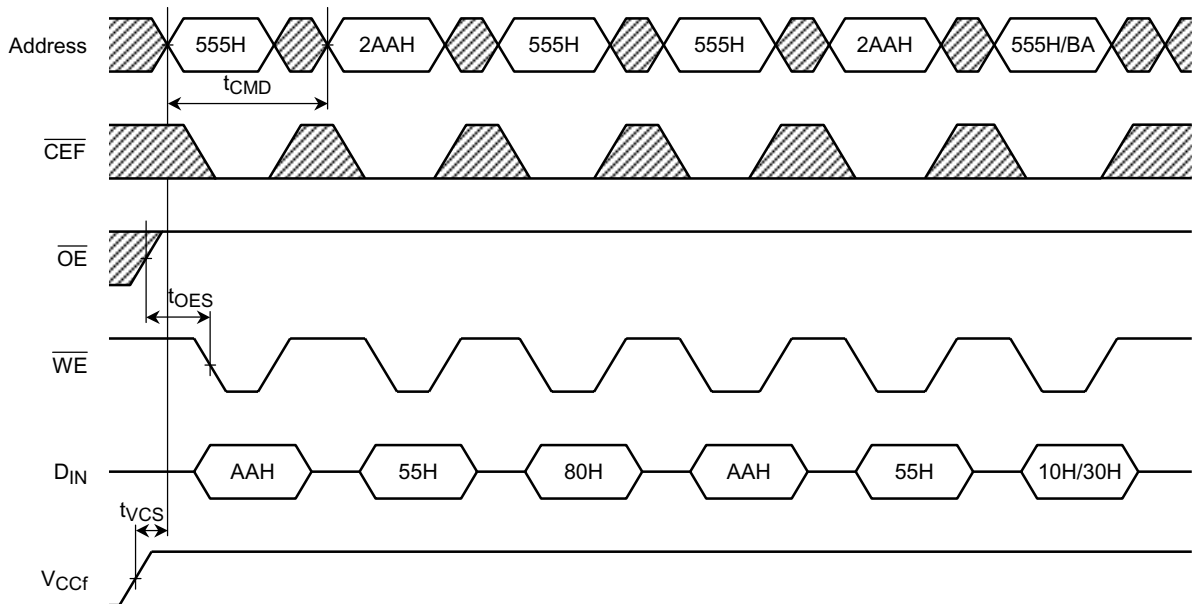 Address 555H 2AAH 555H 555H 2AAH 555H/BA
tCMD
CEF
OE
tOES
WE
DIN AAH 55H 80H AAH 55H 10H/30H
tVCS
VCCf